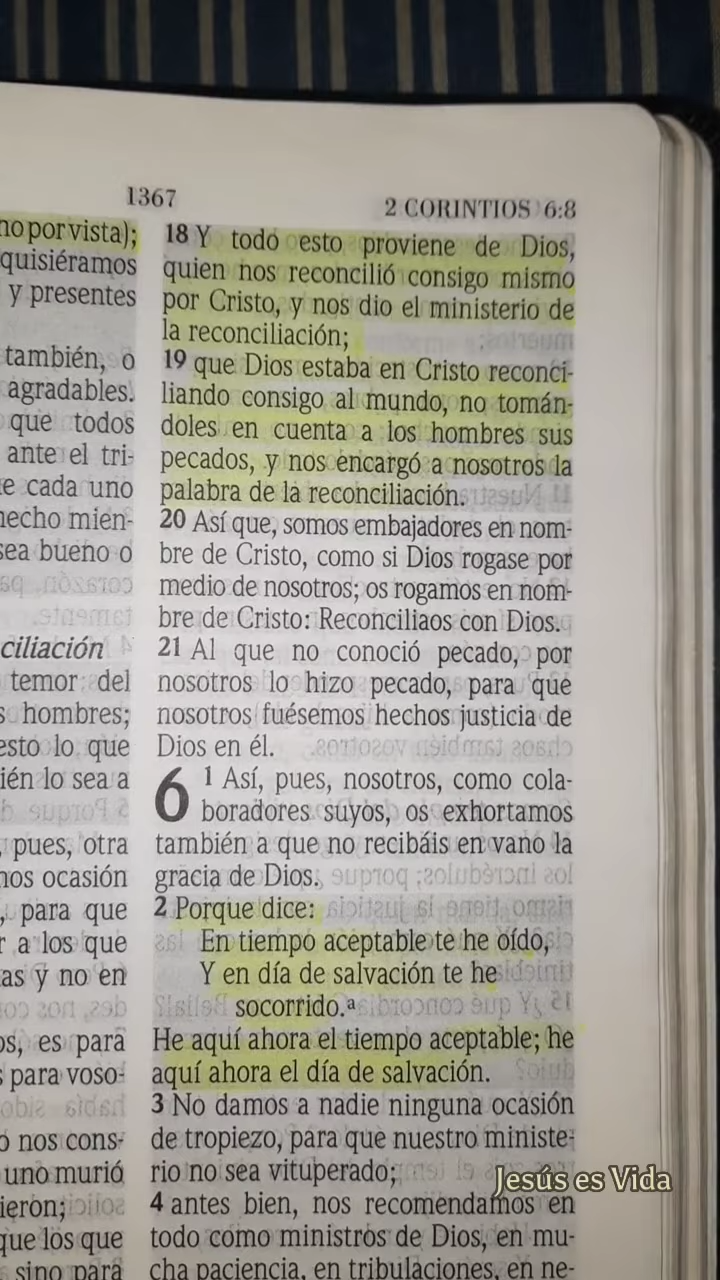 1367
2 CORINTIOS 6:8
no por vista);
quisiéramos
y presentes
también, o
agradables.
que todos
ante el tri-
e cada uno
hecho mien-
sea bueno o
ciliación
temor del
s hombres;
esto lo que
ién lo sea a
, pues, otra
nos ocasión
, para que
r a los que
as y no en
os, es para
s para voso-
o nos cons-
uno murió
ieron;
que los que
sino para
18 Y todo esto proviene de Dios,
quien nos reconcilió consigo mismo
por Cristo, y nos dio el ministerio de
la reconciliación;
19 que Dios estaba en Cristo reconci-
liando consigo al mundo, no tomán-
doles en cuenta a los hombres sus
pecados, y nos encargó a nosotros la
palabra de la reconciliación.
20 Así que, somos embajadores en nom-
bre de Cristo, como si Dios rogase por
medio de nosotros; os rogamos en nom-
bre de Cristo: Reconciliaos con Dios.
21 Al que no conoció pecado, por
nosotros lo hizo pecado, para que
nosotros fuésemos hechos justicia de
Dios en él.
6 1 Así, pues, nosotros, como cola-
boradores suyos, os exhortamos
también a que no recibáis en vano la
gracia de Dios.
2 Porque dice:
En tiempo aceptable te he oído,
Y en día de salvación te he
socorrido.ª
He aquí ahora el tiempo aceptable; he
aquí ahora el día de salvación.
3 No damos a nadie ninguna ocasión
de tropiezo, para que nuestro ministe-
rio no sea vituperado;
4 antes bien, nos recomendamos en
todo como ministros de Dios, en mu-
cha paciencia, en tribulaciones, en ne-
Jesús es Vida